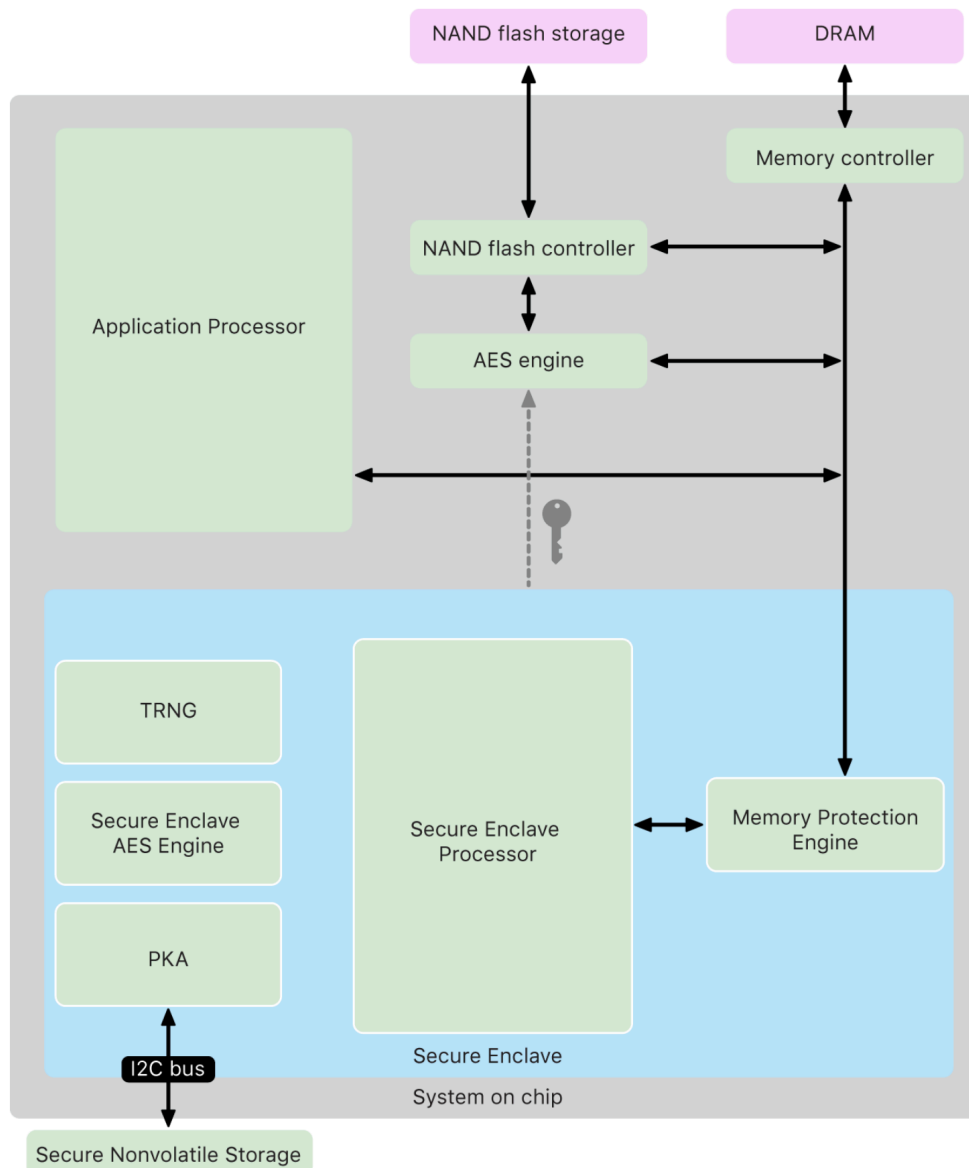 NAND flash storage
DRAM
Memory controller
NAND flash controller
Application Processor
AES engine
TRNG
Secure Enclave
AES Engine
Secure Enclave
Processor
Memory Protection
Engine
PKA
Secure Enclave
I2C bus
System on chip
Secure Nonvolatile Storage